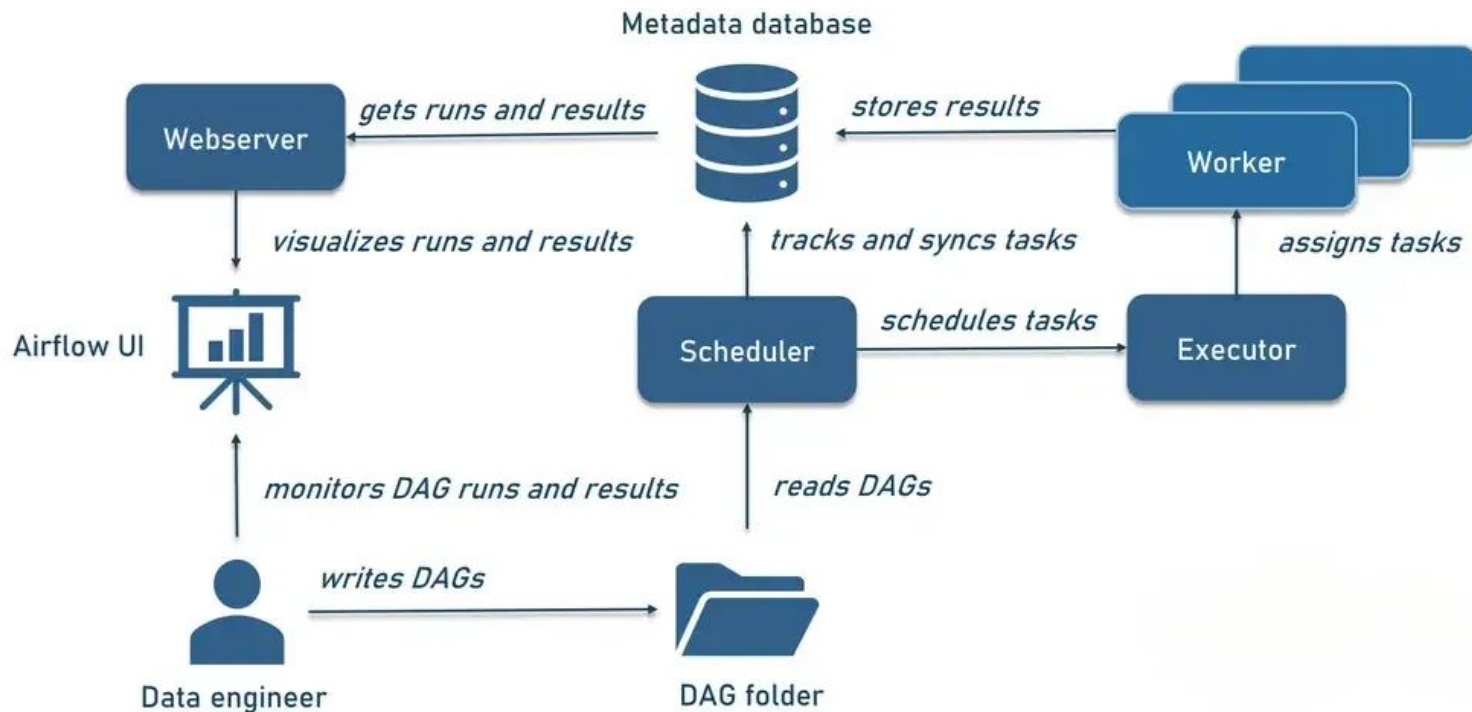 Metadata database
gets runs and results
stores results
Webserver
Worker
visualizes runs and results
tracks and syncs tasks
assigns tasks
Airflow UI
Scheduler
schedules tasks
Executor
monitors DAG runs and results
reads DAGs
writes DAGs
Data engineer
DAG folder